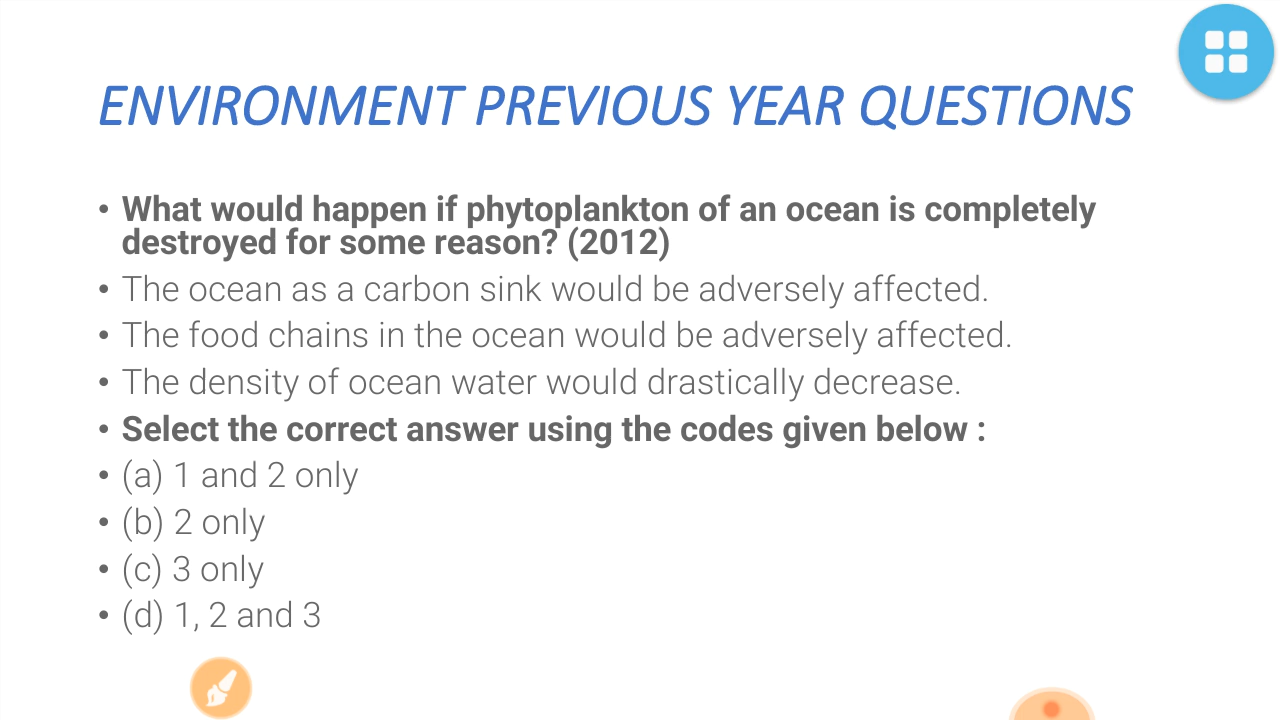 ENVIRONMENT PREVIOUS YEAR QUESTIONS
• What would happen if phytoplankton of an ocean is completely
destroyed for some reason? (2012)
• The ocean as a carbon sink would be adversely affected.
• The food chains in the ocean would be adversely affected.
• The density of ocean water would drastically decrease.
• Select the correct answer using the codes given below :
• (a) 1 and 2 only
• (b) 2 only
• (c) 3 only
• (d) 1, 2 and 3